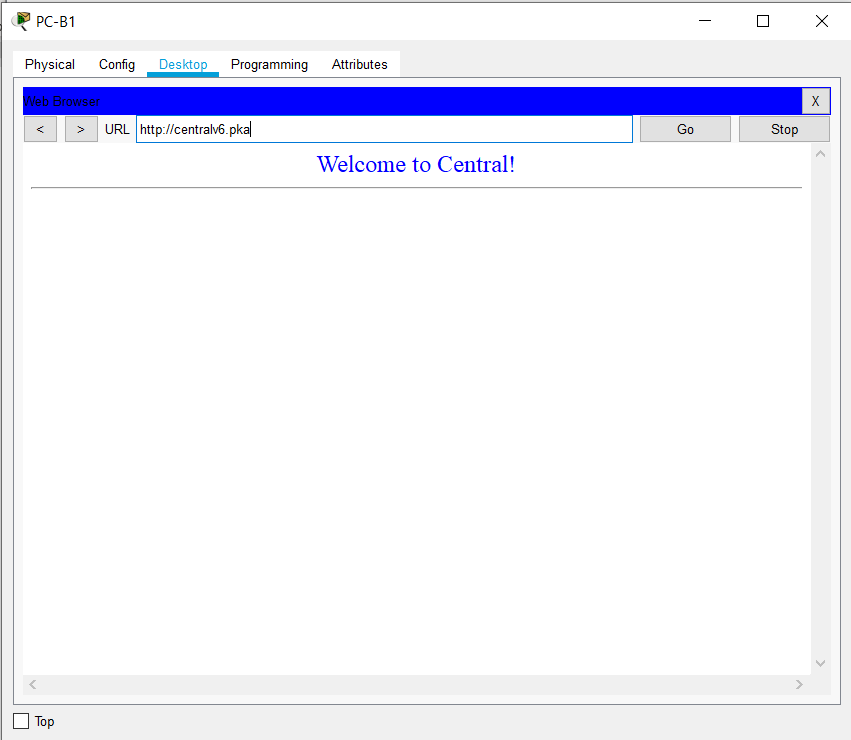 PC-B1
Physical Config Desktop Programming Attributes
Web Browser X
< > URL http://centralv6.pka Go Stop
Welcome to Central!
Top